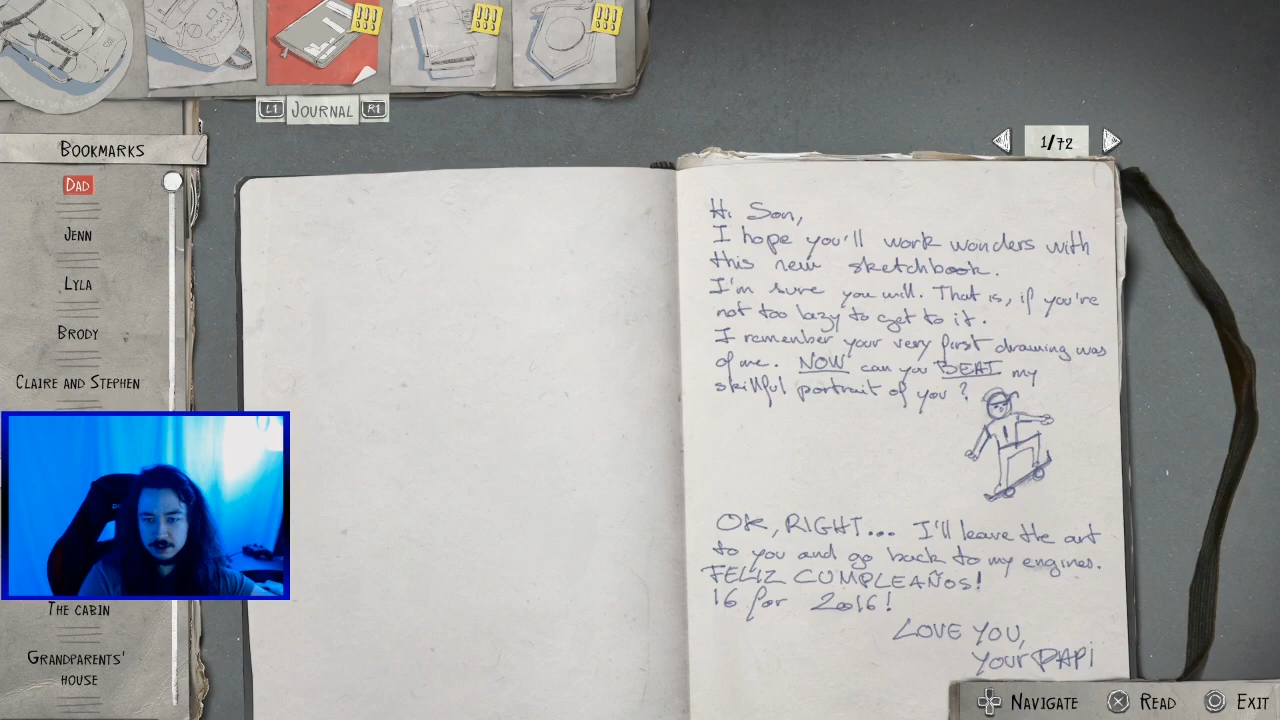 !!!
!!!
!!!
L1 JOURNAL R1
BOOKMARKS
DAD
JENN
LYLA
BRODY
CLAIRE AND STEPHEN
THE CABIN
GRANDPARENTS'
HOUSE
1/72
Hi Son,
I hope you'll work wonders with
this new sketchbook.
I'm sure you will. That is, if you're
not too lazy to get to it.
I remember your very first drawing was
of me. NOW can you BEAT my
skillful portrait of you?
OK, RIGHT... I'll leave the art
to you and go back to my engines.
FELIZ CUMPLEAÑOS!
16 for 2016!
LOVE YOU,
YOUR PAPI
NAVIGATE READ EXIT